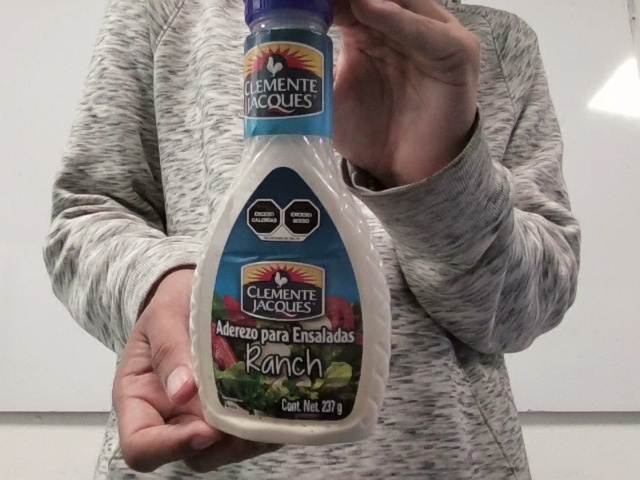 CLEMENTE
JACQUES
EXCESO
CALORÍAS
EXCESO
SODIO
CLEMENTE
JACQUES
Aderezo para Ensaladas
Ranch
Cont. Net. 237 g